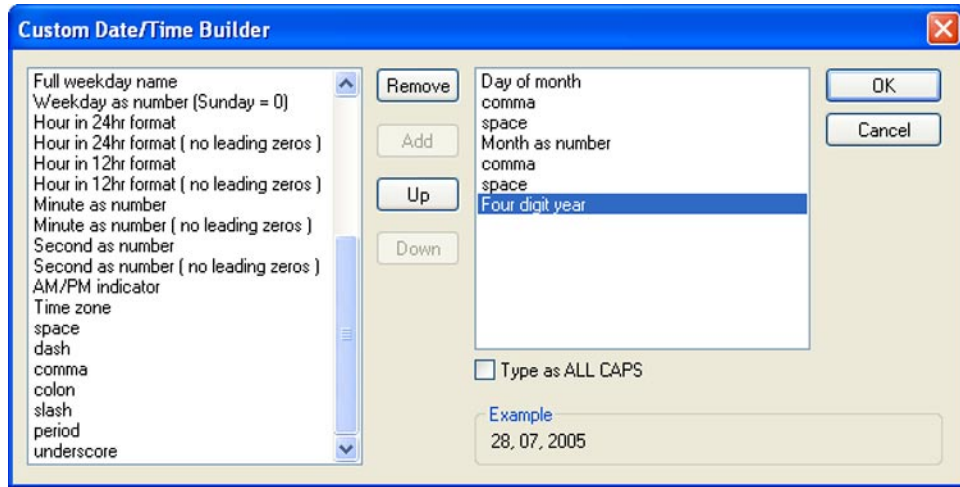 Custom Date/Time Builder
Full weekday name
Weekday as number (Sunday = 0)
Hour in 24hr format
Hour in 24hr format ( no leading zeros )
Hour in 12hr format
Hour in 12hr format ( no leading zeros )
Minute as number
Minute as number ( no leading zeros )
Second as number
Second as number ( no leading zeros )
AM/PM indicator
Time zone
space
dash
comma
colon
slash
period
underscore
Remove
Add
Up
Down
Day of month
comma
space
Month as number
comma
space
Four digit year
Type as ALL CAPS
Example
28, 07, 2005
OK
Cancel